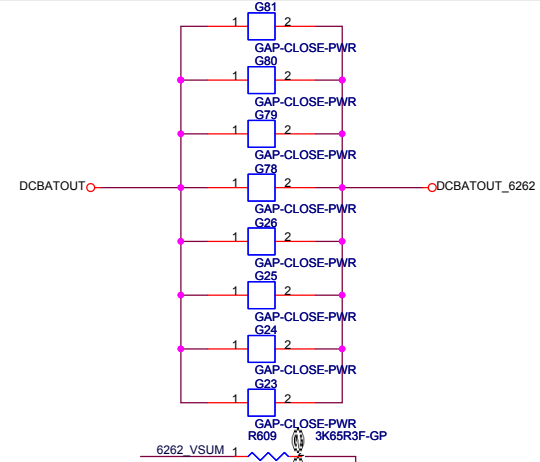 G81
1 2
GAP-CLOSE-PWR
G80
1 2
GAP-CLOSE-PWR
G79
1 2
GAP-CLOSE-PWR
G78
DCBATOUT 1 2 DCBATOUT_6262
GAP-CLOSE-PWR
G26
1 2
GAP-CLOSE-PWR
G25
1 2
GAP-CLOSE-PWR
G24
1 2
GAP-CLOSE-PWR
G23
1 2
GAP-CLOSE-PWR
R609 3K65R3F-GP
6262_VSUM 1